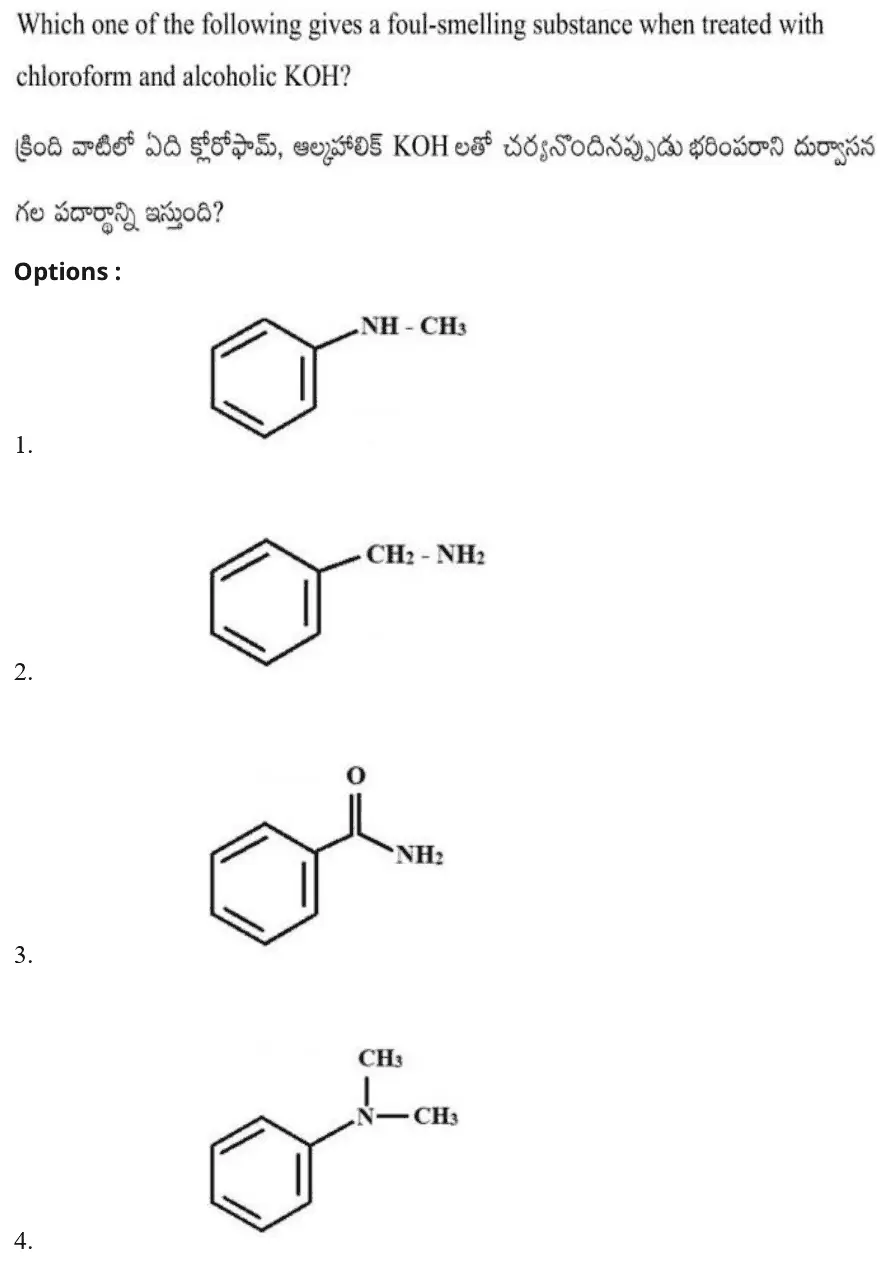 Which one of the following gives a foul-smelling substance when treated with
chloroform and alcoholic KOH?
క్రింది వాటిలో ఏది క్లోరోఫామ్, ఆల్కహాలిక్ KOH లతో చర్యనొందినప్పుడు భరింపరాని దుర్వాసన
గల పదార్థాన్ని ఇస్తుంది?
Options :
NH - CH3
1.
CH2 - NH2
2.
O
NH2
3.
CH3
N CH3
4.